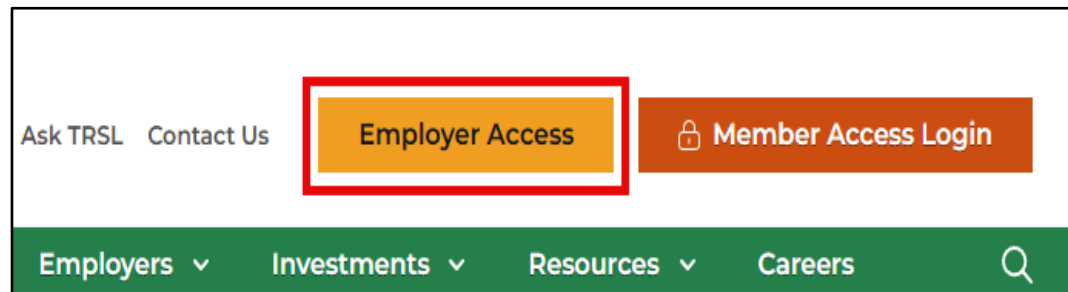 Ask TRSL Contact Us Employer Access Member Access Login
Employers Investments Resources Careers